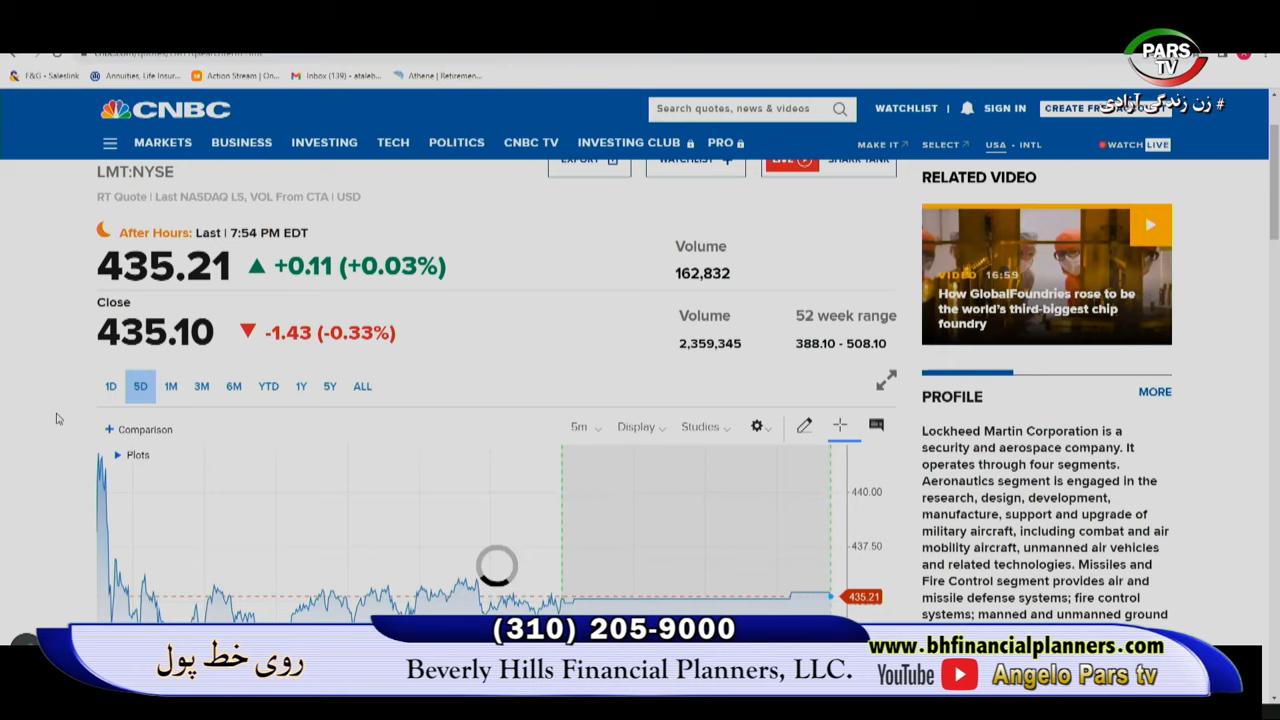 PARS
TV
# زن زندگی آزادی
F&G - Saleslink
Annuities, Life Insur...
Action Stream | On...
Inbox (139) - ataleb...
Athene | Retiremen...
CNBC
Search quotes, news & videos
WATCHLIST
SIGN IN
MARKETS
BUSINESS
INVESTING
TECH
POLITICS
CNBC TV
INVESTING CLUB
PRO
MAKE IT
SELECT
USA • INTL
WATCH LIVE
LMT:NYSE
RT Quote | Last NASDAQ LS, VOL From CTA | USD
After Hours: Last | 7:54 PM EDT
435.21 +0.11 (+0.03%)
Volume
162,832
Close
435.10 -1.43 (-0.33%)
Volume
2,359,345
52 week range
388.10 - 508.10
1D 5D 1M 3M 6M YTD 1Y 5Y ALL
+ Comparison
5m
Display
Studies
Plots
440.00
437.50
435.21
RELATED VIDEO
VIDEO 16:59
How GlobalFoundries rose to be
the world's third-biggest chip
foundry
PROFILE
MORE
Lockheed Martin Corporation is a
security and aerospace company. It
operates through four segments.
Aeronautics segment is engaged in the
research, design, development,
manufacture, support and upgrade of
military aircraft, including combat and air
mobility aircraft, unmanned air vehicles
and related technologies. Missiles and
Fire Control segment provides air and
missile defense systems; fire control
systems; manned and unmanned ground
روی خط پول
(310) 205-9000
Beverly Hills Financial Planners, LLC.
www.bhfinancialplanners.com
YouTube Angelo Pars tv